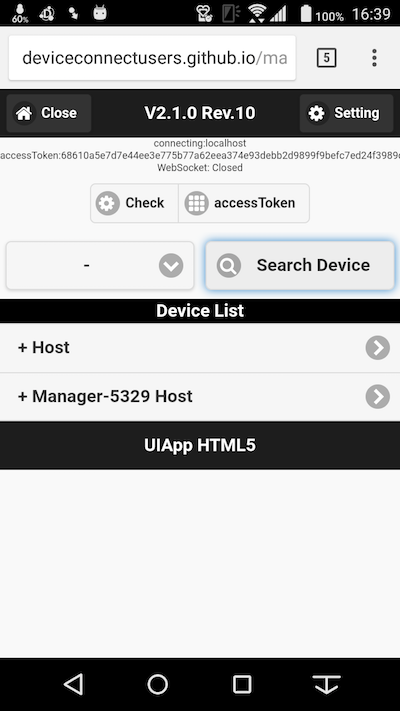 60%
100%
16:39
deviceconnectusers.github.io/ma
5
Close
V2.1.0 Rev.10
Setting
connecting:localhost
accessToken:68610a5e7d7e44ee3e775b77a62eea374e93debb2d9899f9befc7ed24f3989
WebSocket: Closed
Check
accessToken
-
Search Device
Device List
+ Host
+ Manager-5329 Host
UIApp HTML5